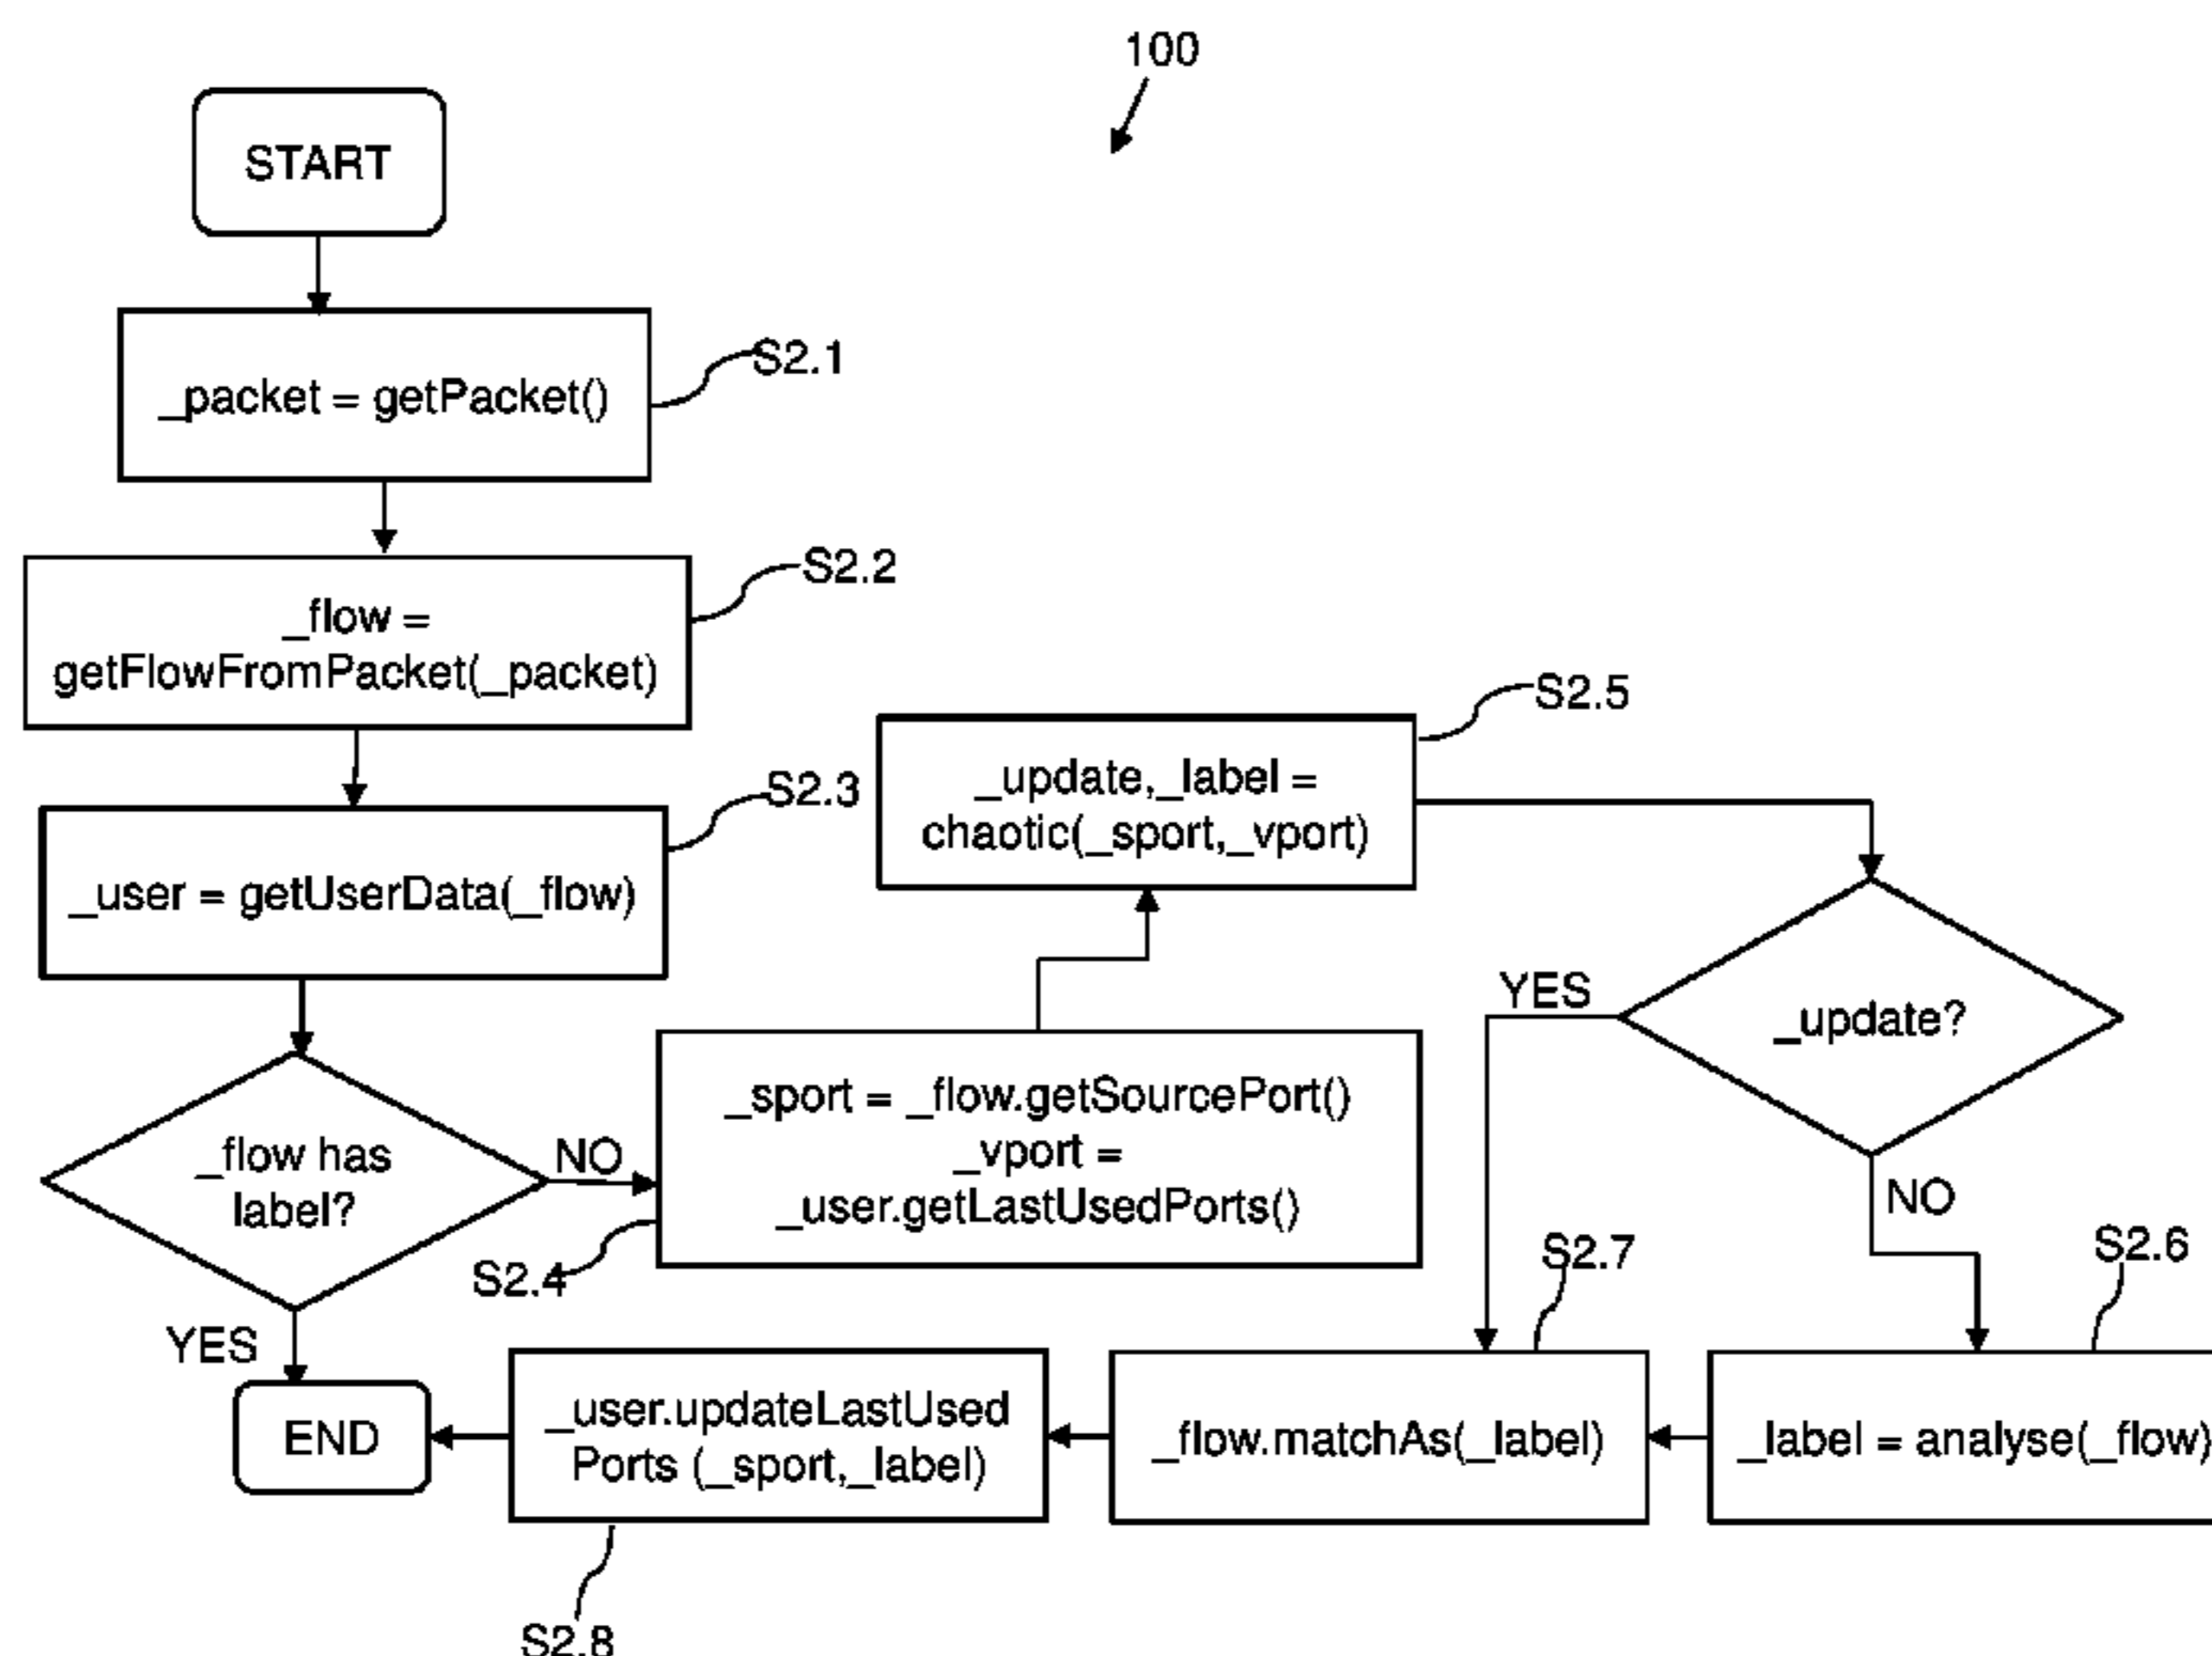 100
START
_packet = getPacket()
S2.1
_flow =
getFlowFromPacket(_packet)
S2.2
_user = getUserData(_flow)
S2.3
_flow has
label?
NO
YES
_sport = _flow.getSourcePort()
_vport =
_user.getLastUsedPorts()
S2.4
_update,_label =
chaotic(_sport,_vport)
S2.5
_update?
YES
NO
_label = analyse(_flow)
S2.6
_flow.matchAs(_label)
S2.7
_user.updateLastUsed
Ports (_sport,_label)
S2.8
END